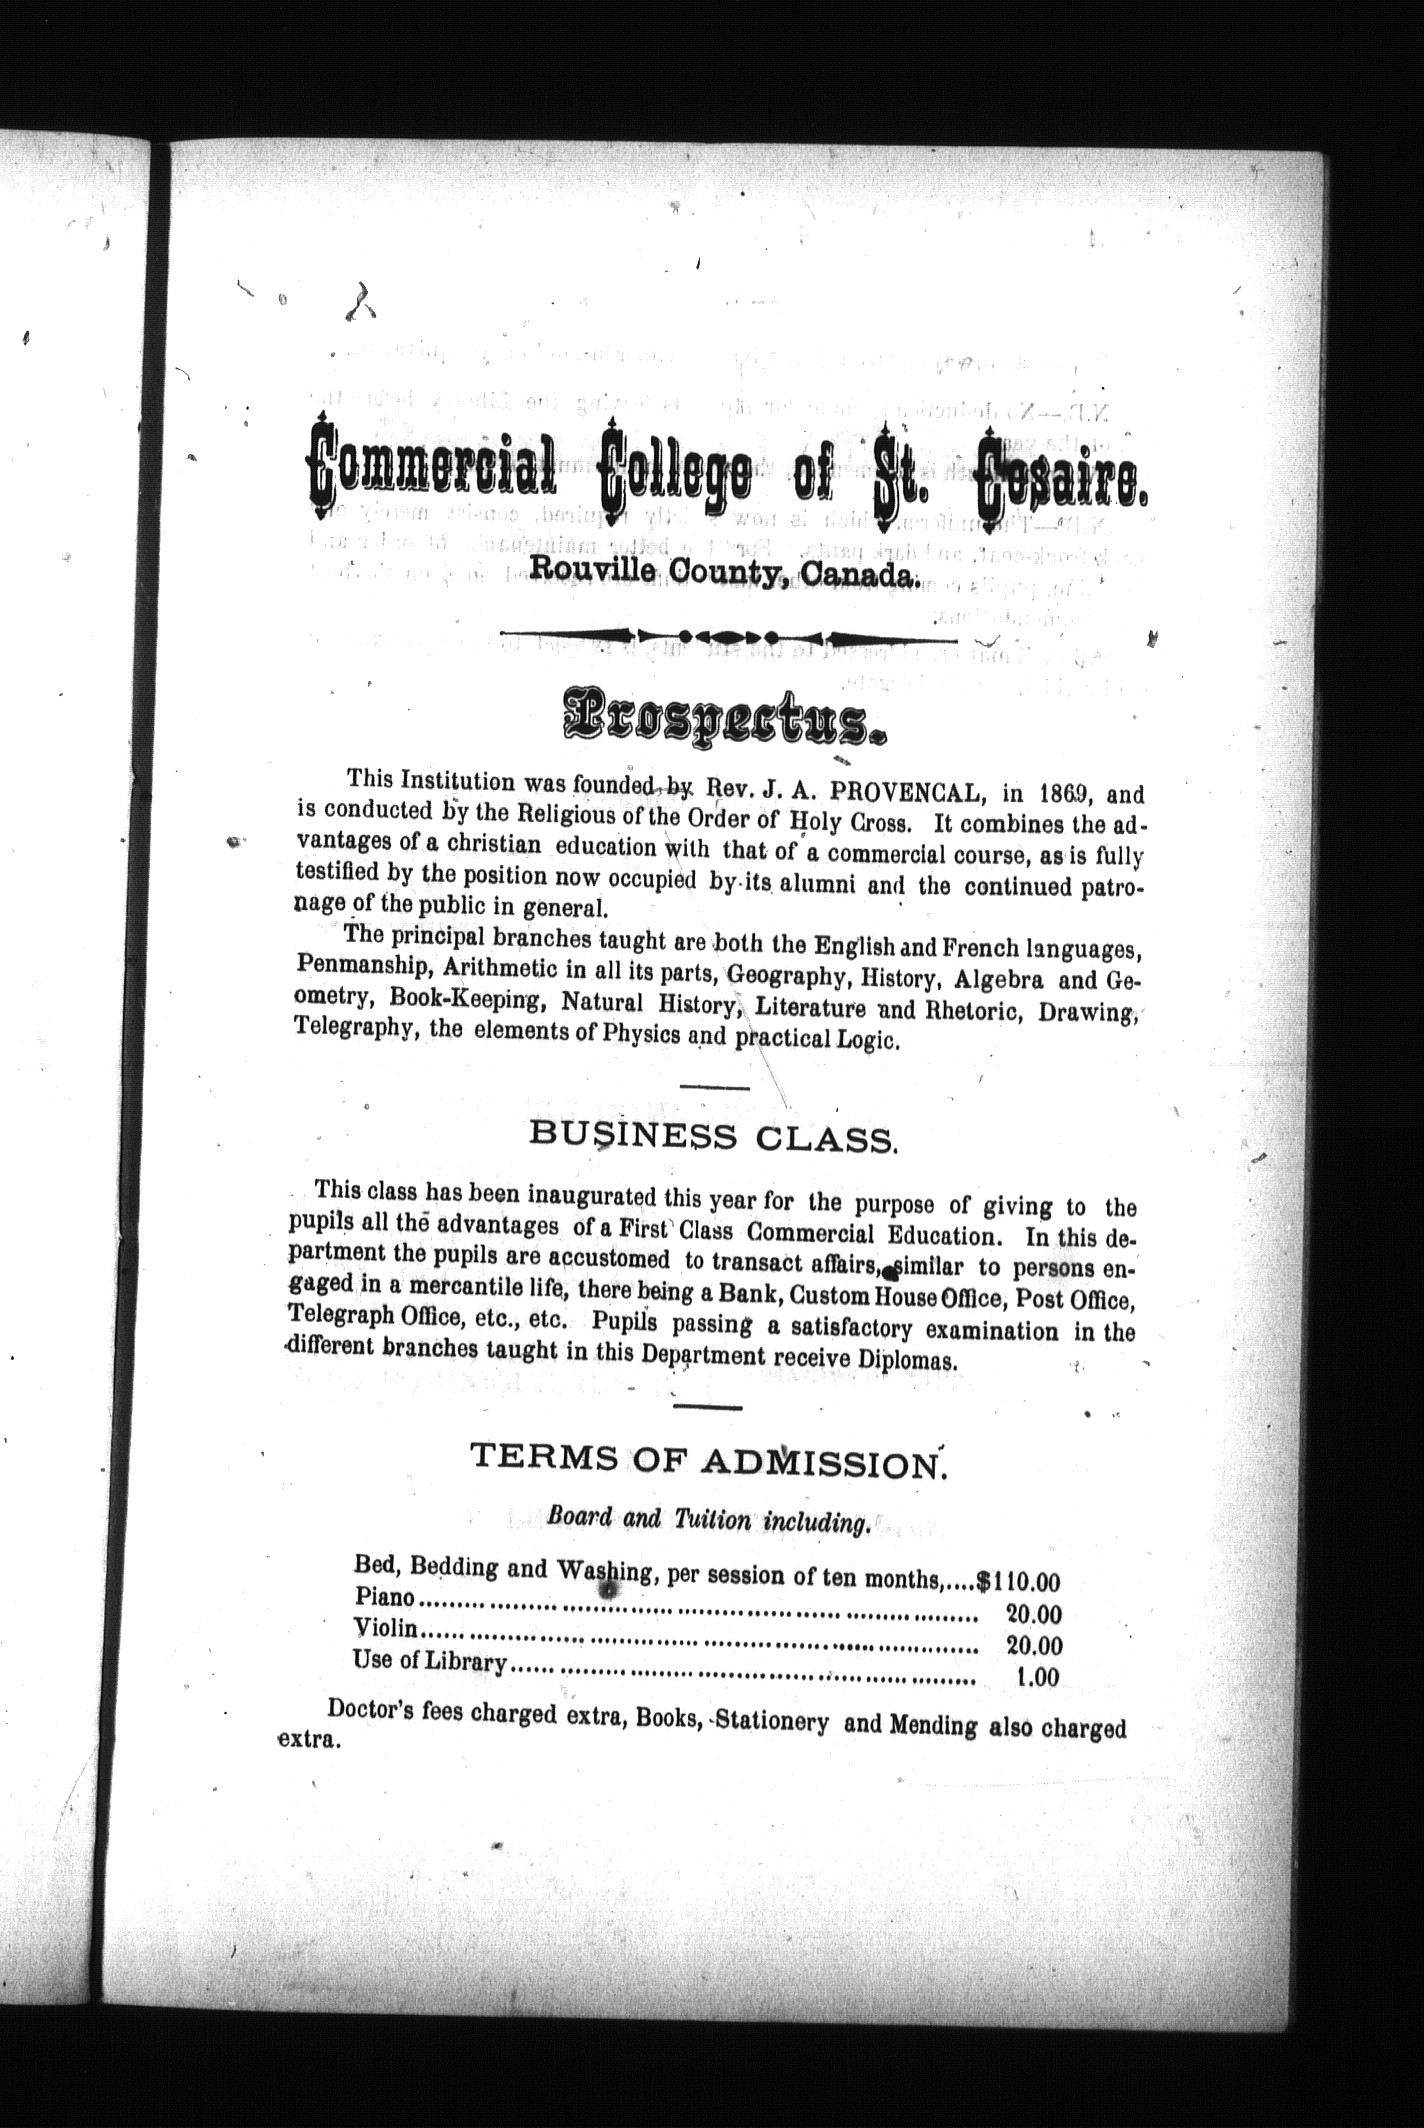 Commercial College of St. Cesaire.
Rouville County, Canada.
Prospectus.
This Institution was founded, by Rev. J. A. PROVENCAL, in 1869, and
is conducted by the Religious of the Order of Holy Cross. It combines the ad-
vantages of a christian education with that of a commercial course, as is fully
testified by the position now occupied by its alumni and the continued patro-
nage of the public in general.
The principal branches taught are both the English and French languages,
Penmanship, Arithmetic in all its parts, Geography, History, Algebra and Ge-
ometry, Book-Keeping, Natural History, Literature and Rhetoric, Drawing,
Telegraphy, the elements of Physics and practical Logic.
BUSINESS CLASS.
This class has been inaugurated this year for the purpose of giving to the
pupils all the advantages of a First Class Commercial Education. In this de-
partment the pupils are accustomed to transact affairs, similar to persons en-
gaged in a mercantile life, there being a Bank, Custom House Office, Post Office,
Telegraph Office, etc., etc. Pupils passing a satisfactory examination in the
different branches taught in this Department receive Diplomas.
TERMS OF ADMISSION.
Board and Tuition including.
Bed, Bedding and Washing, per session of ten months,....$110.00
Piano.......... 20.00
Violin.......... 20.00
Use of Library.......... 1.00
Doctor's fees charged extra, Books, Stationery and Mending also charged
extra.